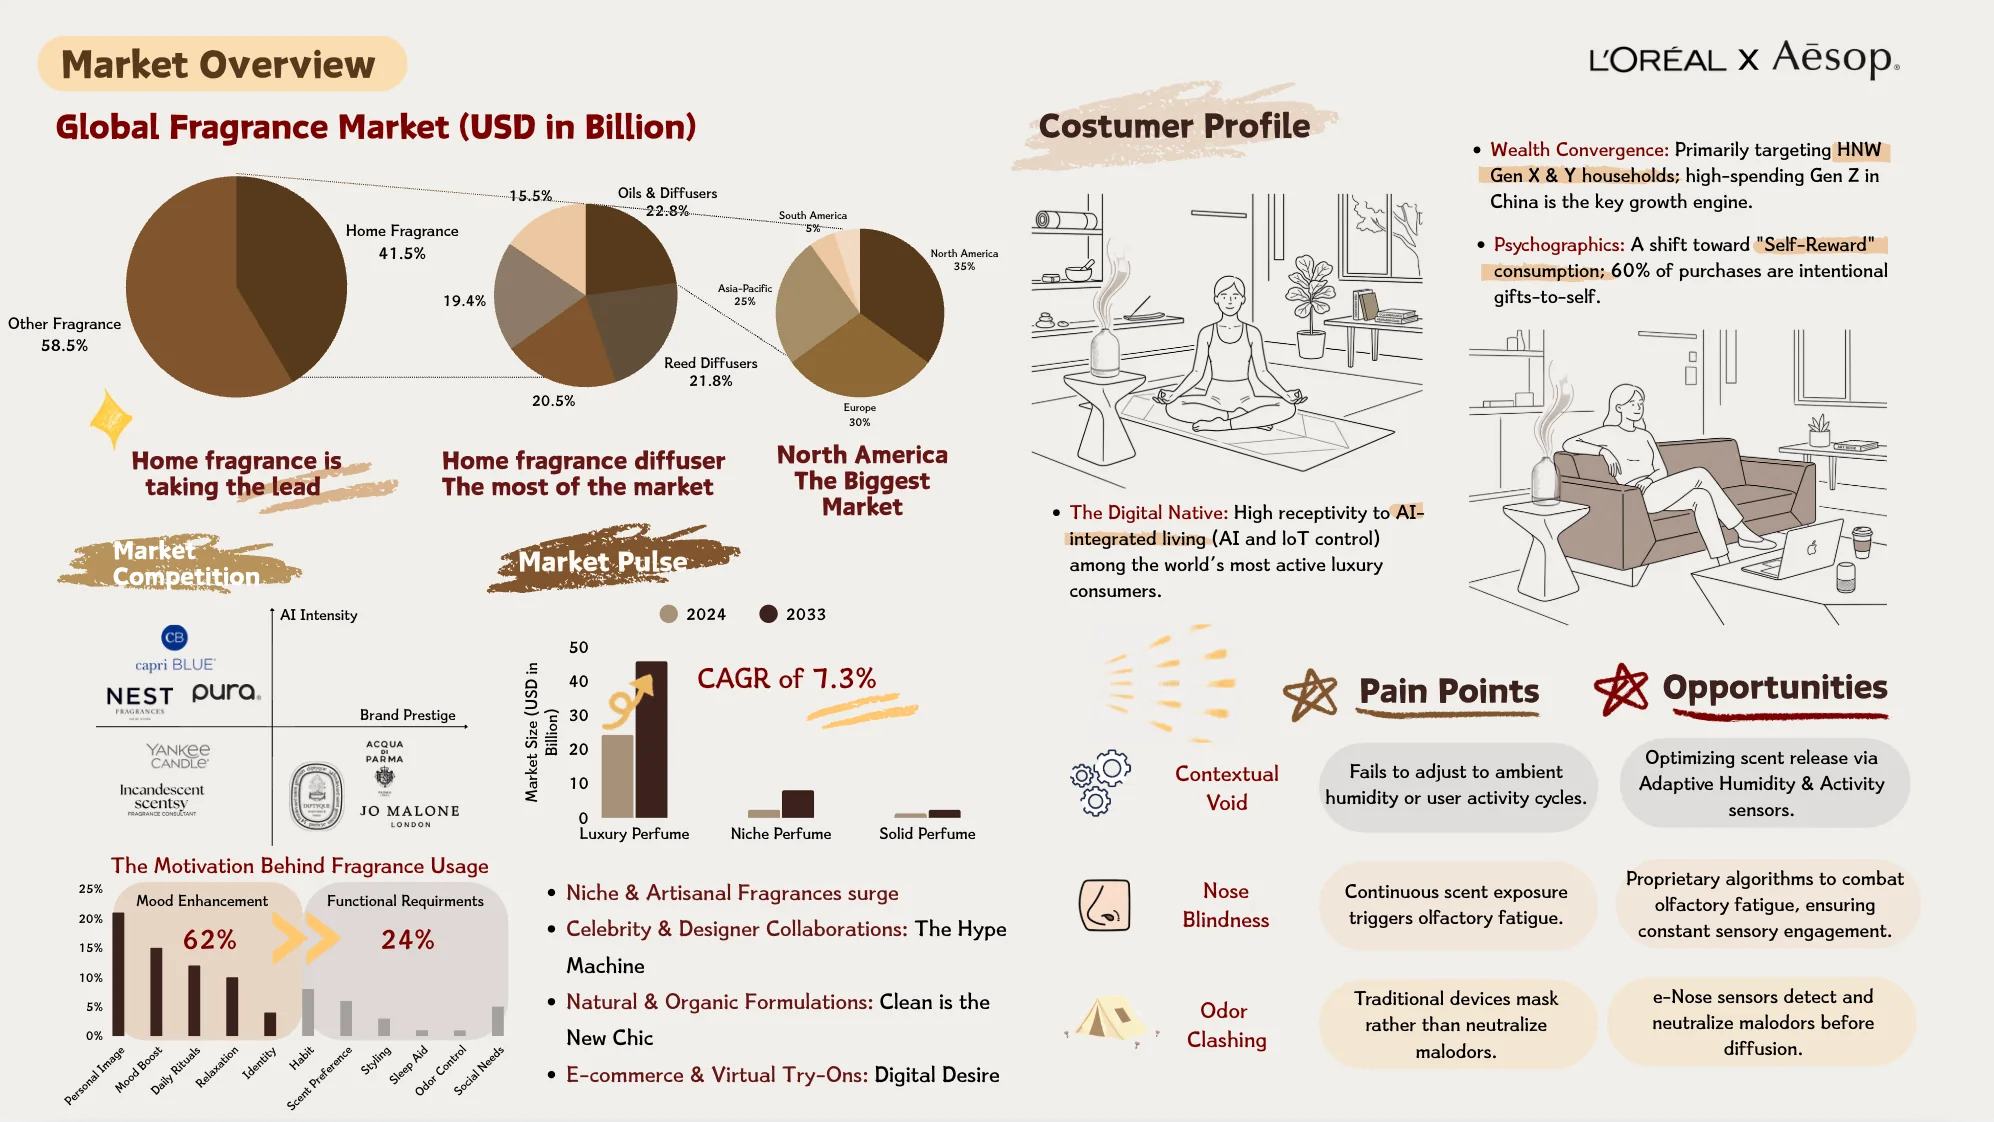 Market Overview
L'ORÉAL x Aēsop.
Global Fragrance Market (USD in Billion)
Home Fragrance
41.5%
Other Fragrance
58.5%
15.5%
Oils & Diffusers
22.8%
19.4%
Reed Diffusers
21.8%
20.5%
South America
5%
North America
35%
Asia-Pacific
25%
Europe
30%
Home fragrance is
taking the lead
Home fragrance diffuser
The most of the market
North America
The Biggest
Market
Market
Competition
AI Intensity
CB
capri BLUE
NEST
FRAGRANCES
pura
Brand Prestige
YANKEE
CANDLE
Incandescent
scentsy
FRAGRANCE CONSULTANT
ACQUA
DI
PARMA
DIPTYQUE
JO MALONE
LONDON
The Motivation Behind Fragrance Usage
25%
20%
15%
10%
5%
0%
Mood Enhancement
62%
Functional Requirments
24%
Personal Image
Mood Boost
Daily Rituals
Relaxation
Identity
Habit
Scent Preference
Styling
Sleep Aid
Odor Control
Social Needs
Market Pulse
2024
2033
Market Size (USD in
Billion)
50
40
30
20
10
0
CAGR of 7.3%
Luxury Perfume
Niche Perfume
Solid Perfume
• Niche & Artisanal Fragrances surge
• Celebrity & Designer Collaborations: The Hype
Machine
• Natural & Organic Formulations: Clean is the
New Chic
• E-commerce & Virtual Try-Ons: Digital Desire
Costumer Profile
• Wealth Convergence: Primarily targeting HNW
Gen X & Y households; high-spending Gen Z in
China is the key growth engine.
• Psychographics: A shift toward "Self-Reward"
consumption; 60% of purchases are intentional
gifts-to-self.
• The Digital Native: High receptivity to AI-
integrated living (AI and loT control)
among the world's most active luxury
consumers.
Pain Points
Opportunities
Contextual
Void
Fails to adjust to ambient
humidity or user activity cycles.
Optimizing scent release via
Adaptive Humidity & Activity
sensors.
Nose
Blindness
Continuous scent exposure
triggers olfactory fatigue.
Proprietary algorithms to combat
olfactory fatigue, ensuring
constant sensory engagement.
Odor
Clashing
Traditional devices mask
rather than neutralize
malodors.
e-Nose sensors detect and
neutralize malodors before
diffusion.